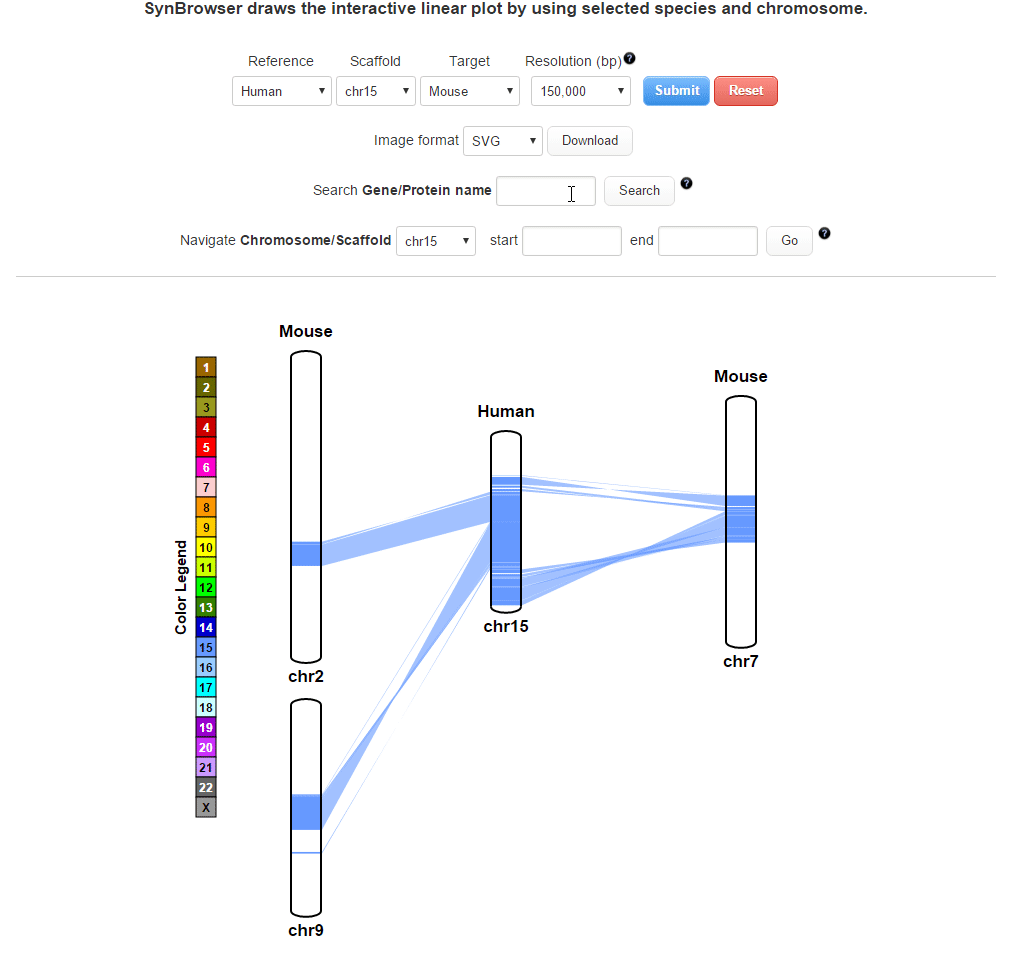 SynBrowser draws the interactive linear plot by using selected species and chromosome.
Reference Scaffold Target Resolution (bp) ?
Human chr15 Mouse 150,000 Submit Reset
Image format SVG Download
Search Gene/Protein name Search ?
Navigate Chromosome/Scaffold chr15 start end Go ?
Mouse
Mouse
Human
Color Legend
1
2
3
4
5
6
7
8
9
10
11
12
13
14
15
16
17
18
19
20
21
22
X
chr15
chr7
chr2
chr9